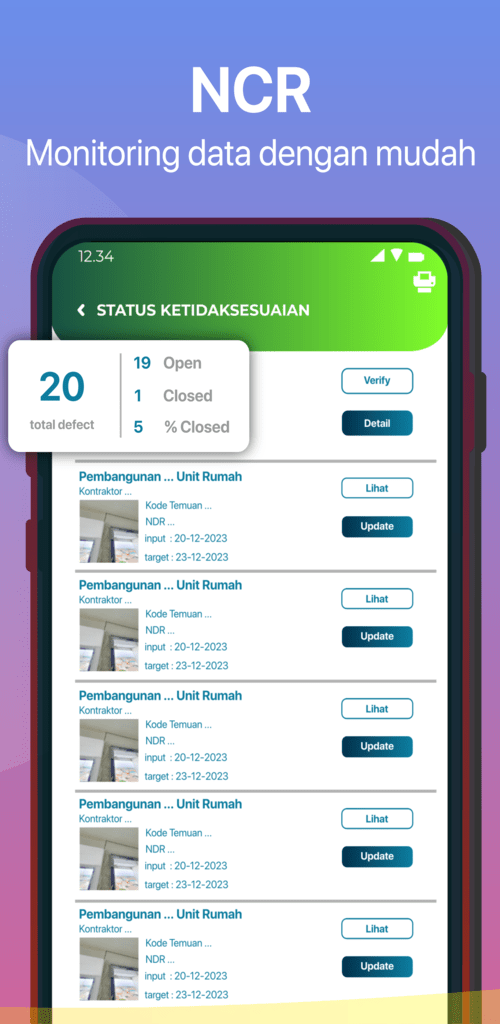 NCR
Monitoring data dengan mudah
12.34
STATUS KETIDAKSESUAIAN
20
total defect
19 Open
1 Closed
5 % Closed
Verify
Detail
Pembangunan ... Unit Rumah
Kontraktor ...
Kode Temuan ...
NDR ...
input : 20-12-2023
target : 23-12-2023
Lihat
Update
Pembangunan ... Unit Rumah
Kontraktor ...
Kode Temuan ...
NDR ...
input : 20-12-2023
target : 23-12-2023
Lihat
Update
Pembangunan ... Unit Rumah
Kontraktor ...
Kode Temuan ...
NDR ...
input : 20-12-2023
target : 23-12-2023
Lihat
Update
Pembangunan ... Unit Rumah
Kontraktor ...
Kode Temuan ...
NDR ...
input : 20-12-2023
target : 23-12-2023
Lihat
Update
Pembangunan ... Unit Rumah
Kontraktor ...
Kode Temuan ...
NDR ...
input : 20-12-2023
target : 23-12-2023
Lihat
Update